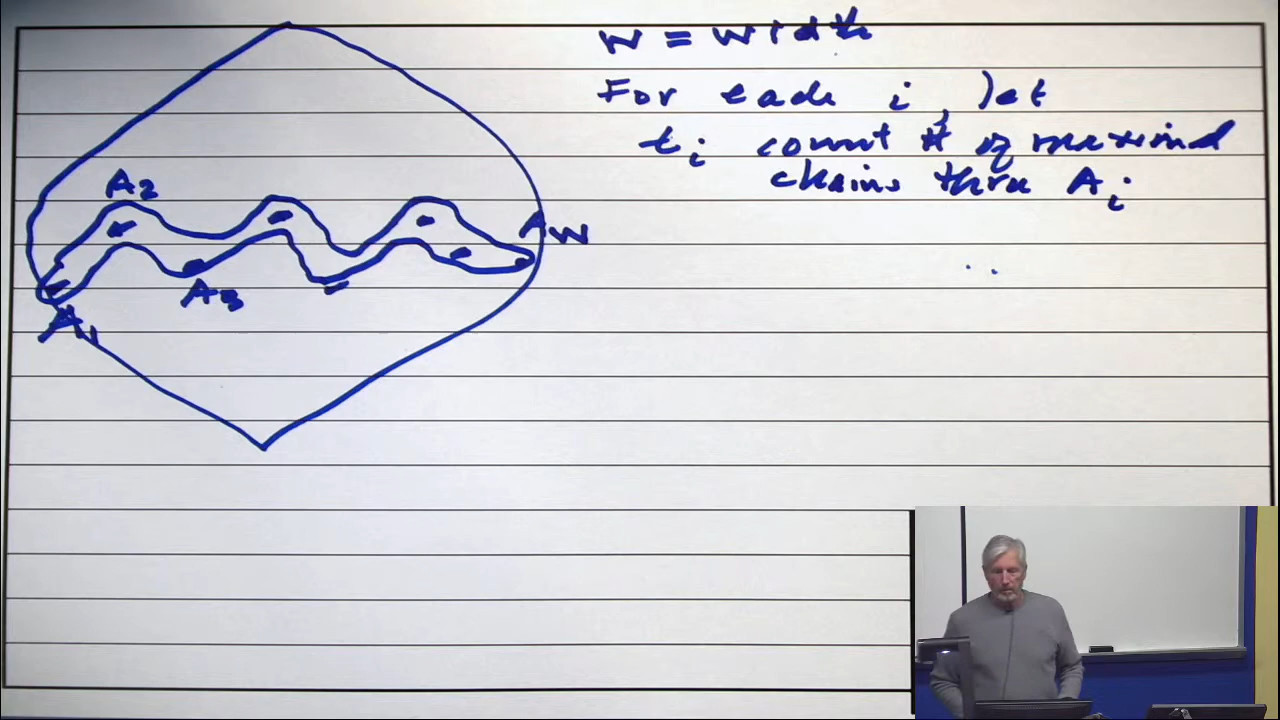 W = width
For each i, let
t_i count # of maximal
chains thru A_i
A_2
A_W
A_3
A_1